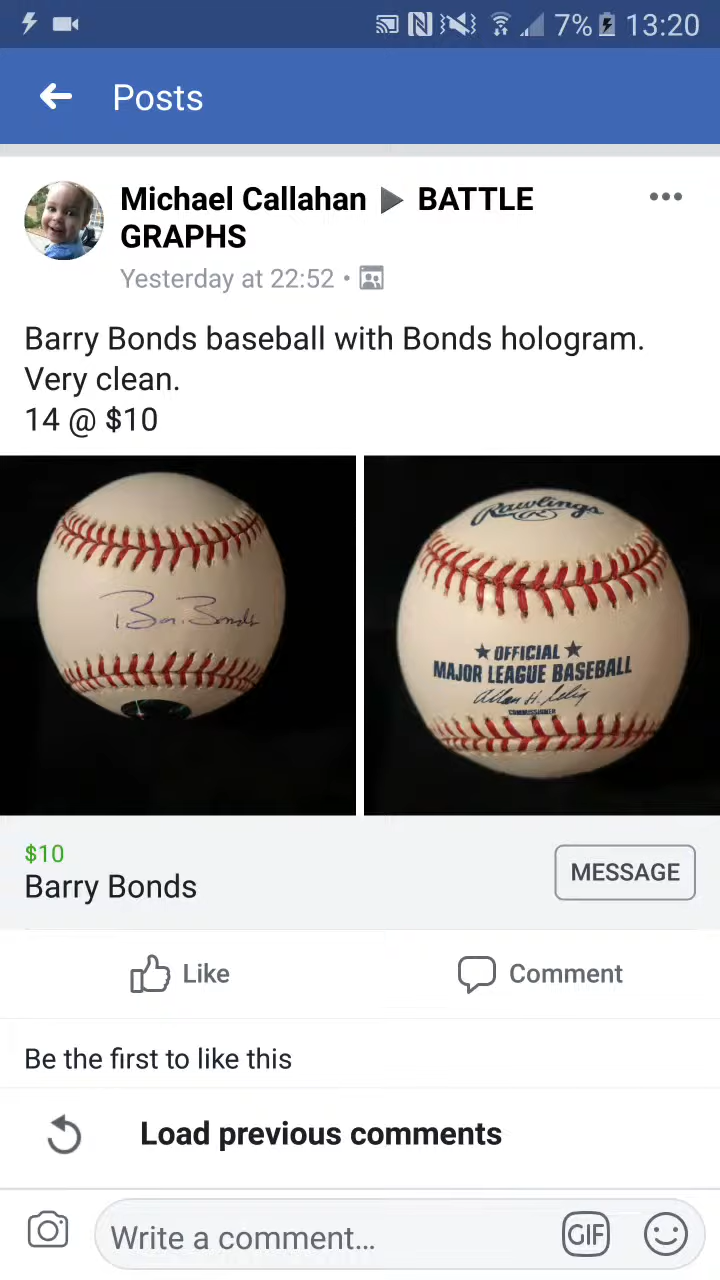 7% 13:20
Posts
Michael Callahan ▶ BATTLE
GRAPHS
Yesterday at 22:52 •
Barry Bonds baseball with Bonds hologram.
Very clean.
14 @ $10
Rawlings
R
★ OFFICIAL ★
MAJOR LEAGUE BASEBALL
Allan H. Selig
COMMISSIONER
$10
Barry Bonds
MESSAGE
Like
Comment
Be the first to like this
Load previous comments
Write a comment...
GIF